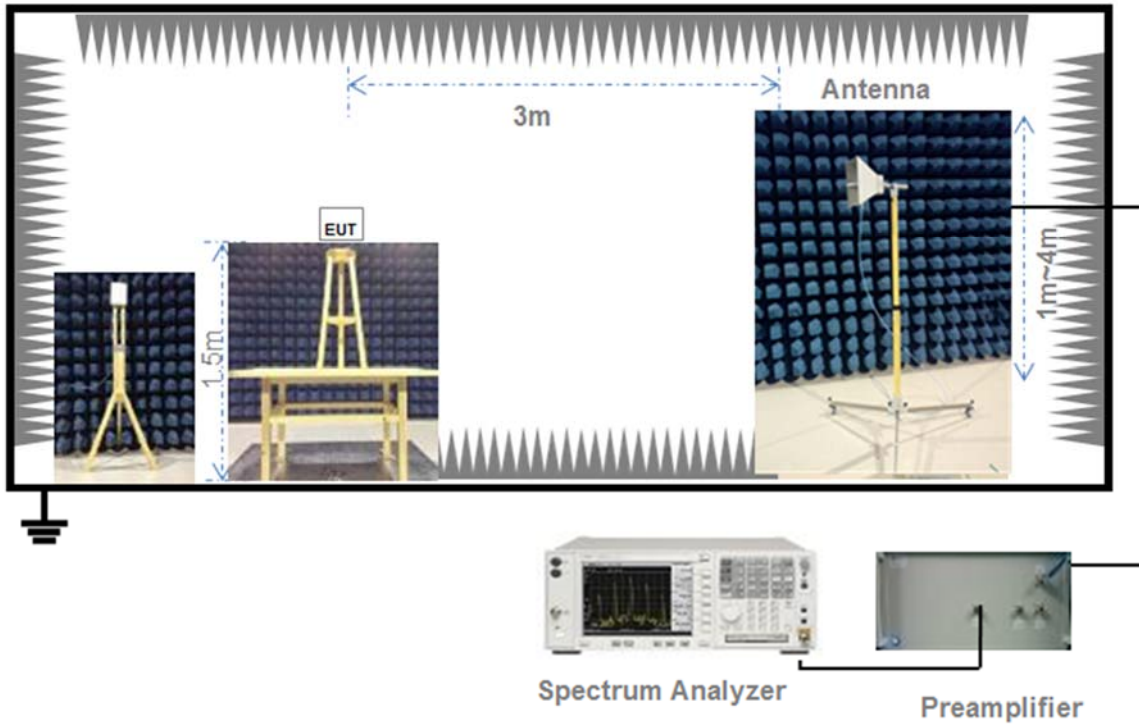 Antenna
3m
EUT
1.5m
1m~4m
Spectrum Analyzer
Preamplifier